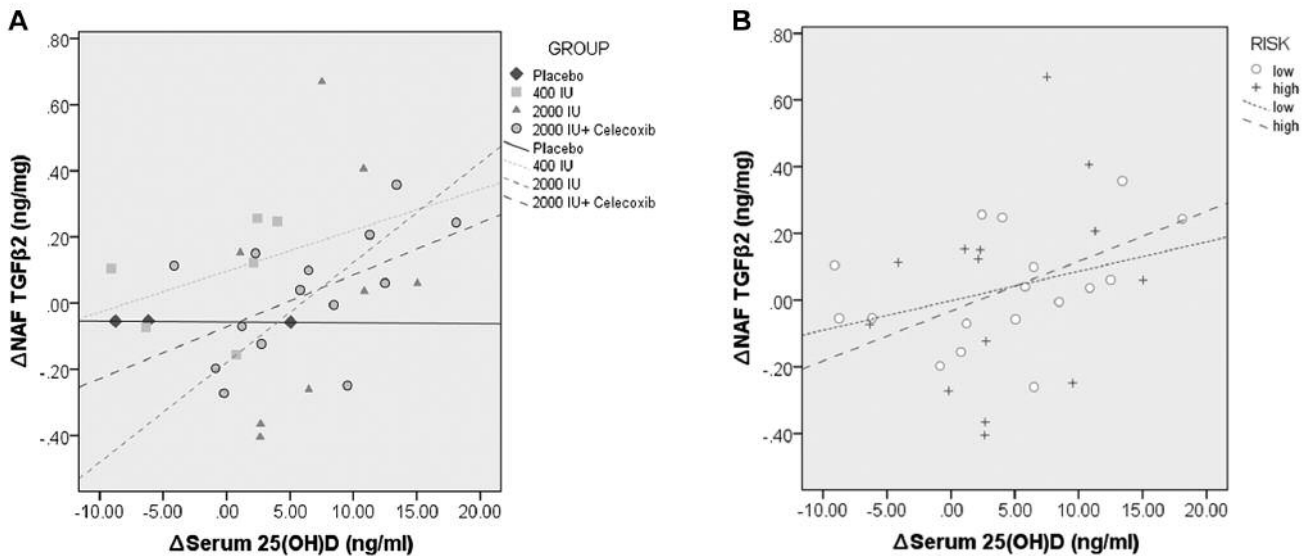 A
GROUP
Placebo
400 IU
2000 IU
2000 IU+ Celecoxib
Placebo
400 IU
2000 IU
2000 IU+ Celecoxib
.80
.60
.40
.20
.00
-.20
-.40
ΔNAF TGFβ2 (ng/mg)
-10.00 -5.00 .00 5.00 10.00 15.00 20.00
ΔSerum 25(OH)D (ng/ml)
B
RISK
low
high
low
high
.80
.60
.40
.20
.00
-.20
-.40
ΔNAF TGFβ2 (ng/mg)
-10.00 -5.00 .00 5.00 10.00 15.00 20.00
ΔSerum 25(OH)D (ng/ml)